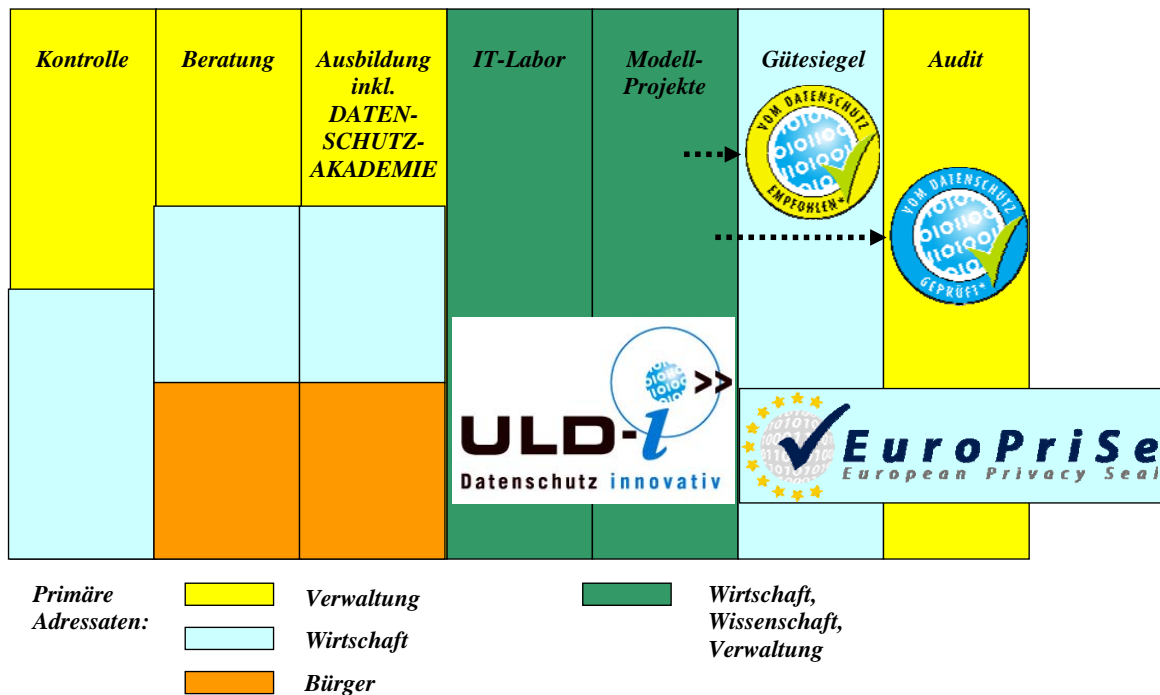 Kontrolle
Beratung
Ausbildung
inkl.
DATEN-
SCHUTZ-
AKADEMIE
IT-Labor
Modell-
Projekte
Gütesiegel
Audit
VOM DATENSCHUTZ
EMPFOHLEN*
VOM DATENSCHUTZ
GEPRÜFT*
>>
ULD-i
Datenschutz innovativ
EuroPriSe
European Privacy Seal
Primäre
Adressaten:
Verwaltung
Wirtschaft
Bürger
Wirtschaft,
Wissenschaft,
Verwaltung